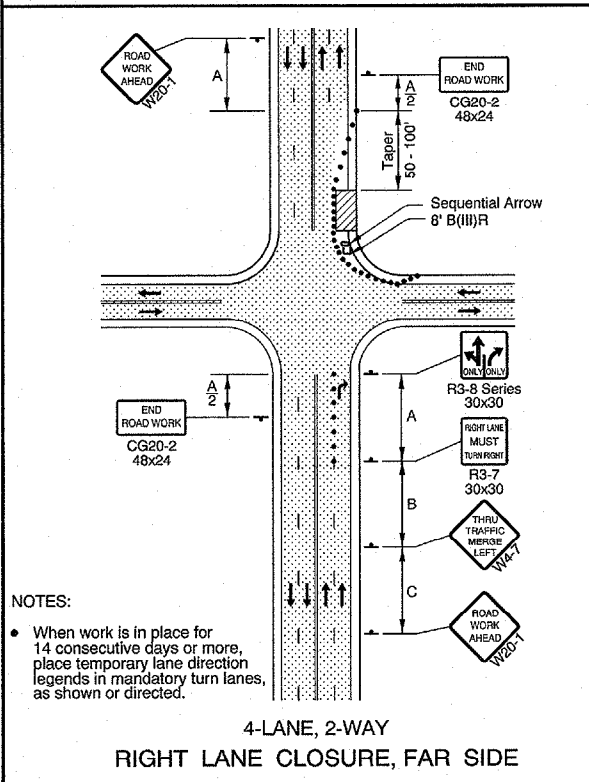 ROAD
WORK
AHEAD
W20-1
A
END
ROAD WORK
CG20-2
48x24
A
2
Taper
50 - 100'
Sequential Arrow
8' B(III)R
A
2
END
ROAD WORK
CG20-2
48x24
ONLY ONLY
R3-8 Series
30x30
A
RIGHT LANE
MUST
TURN RIGHT
R3-7
30x30
B
THRU
TRAFFIC
MERGE
LEFT
W4-7
C
ROAD
WORK
AHEAD
W20-1
NOTES:
• When work is in place for
14 consecutive days or more,
place temporary lane direction
legends in mandatory turn lanes,
as shown or directed.
4-LANE, 2-WAY
RIGHT LANE CLOSURE, FAR SIDE